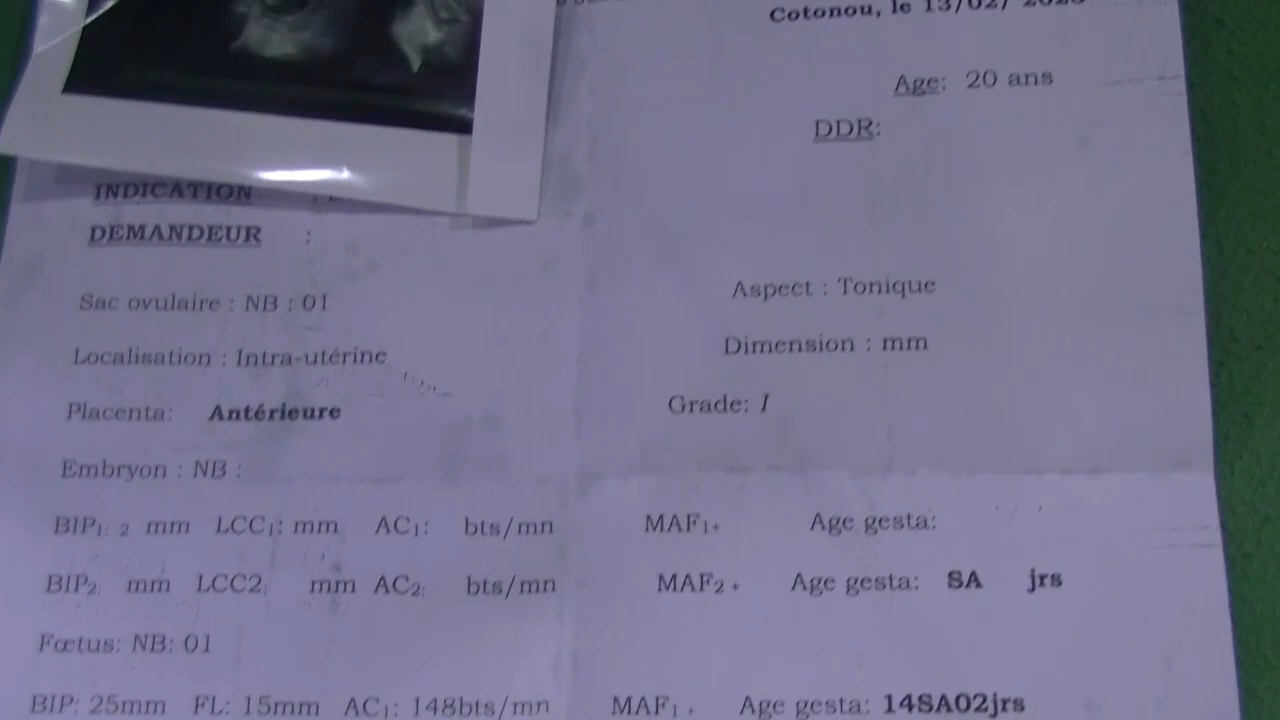 Cotonou, le 13/02/
Age: 20 ans
DDR:
INDICATION :
DEMANDEUR :
Sac ovulaire : NB : 01 Aspect : Tonique
Localisation : Intra-utérine Dimension : mm
Placenta: Antérieure Grade: I
Embryon : NB :
BIP1: 2 mm LCC1: mm AC1: bts/mn MAF1+ Age gesta:
BIP2: mm LCC2: mm AC2: bts/mn MAF2 + Age gesta: SA jrs
Fœtus: NB: 01
BIP: 25mm FL: 15mm AC1: 148bts/mn MAF1 + Age gesta: 14SA02jrs